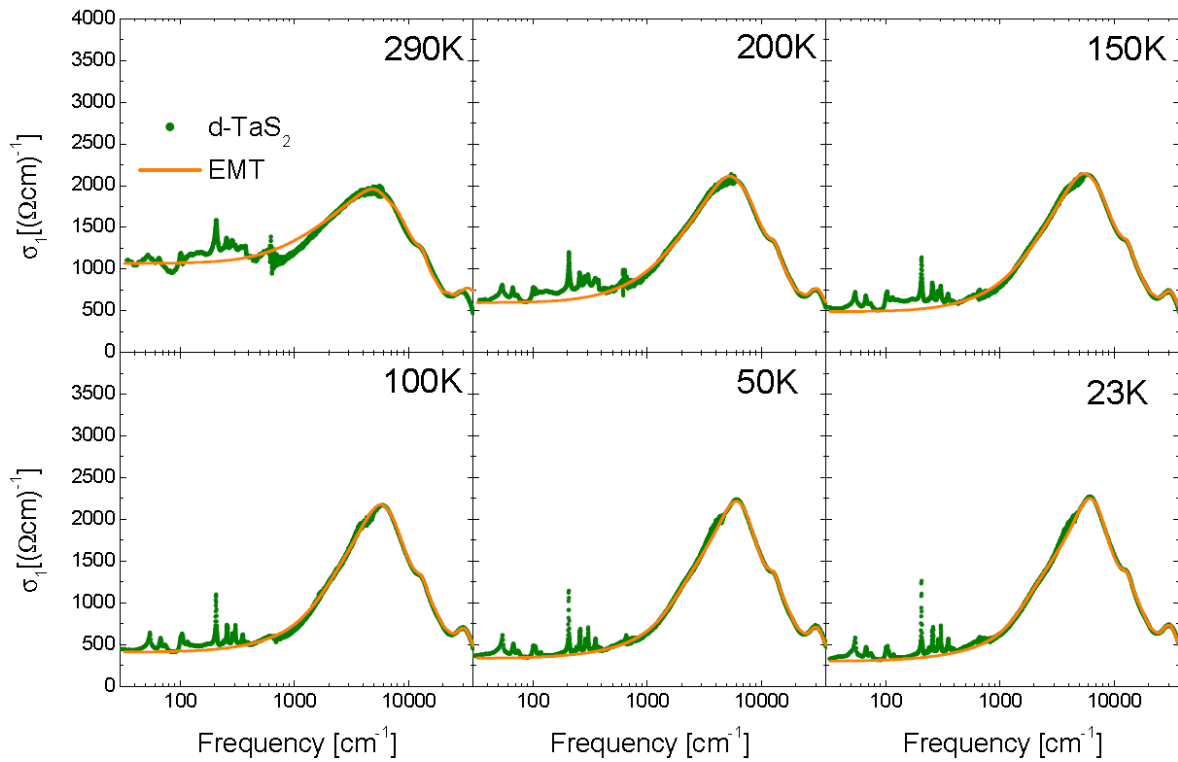 4000
3500
3000
2500
2000
1500
1000
500
0
σ₁[(Ωcm)⁻¹]
290K
200K
150K
d-TaS₂
EMT
3500
3000
2500
2000
1500
1000
500
0
σ₁[(Ωcm)⁻¹]
100K
50K
23K
100 1000 10000 100 1000 10000 100 1000 10000
Frequency [cm⁻¹] Frequency [cm⁻¹] Frequency [cm⁻¹]